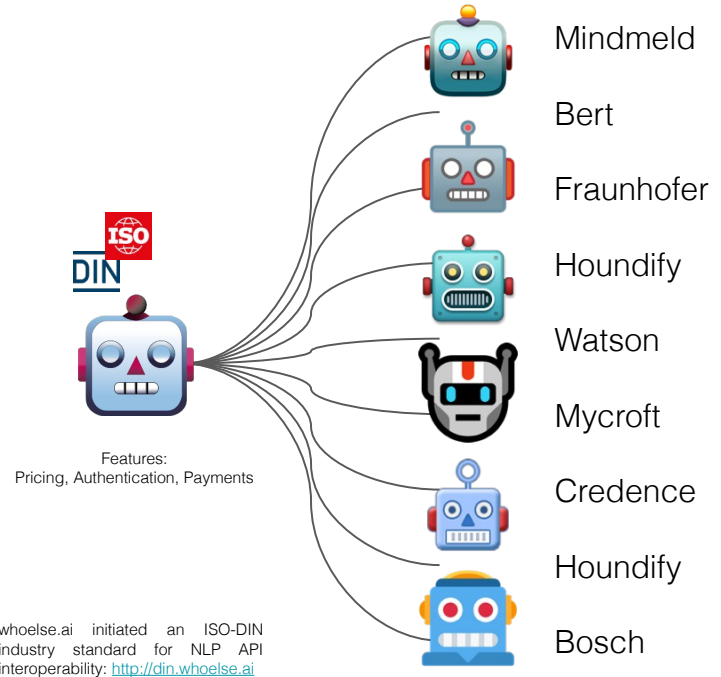 Mindmeld
Bert
Fraunhofer
ISO
Houndify
DIN
Watson
Mycroft
Features:
Pricing, Authentication, Payments
Credence
Houndify
whoelse.ai initiated an ISO-DIN
industry standard for NLP API
interoperability: http://din.whoelse.ai
Bosch